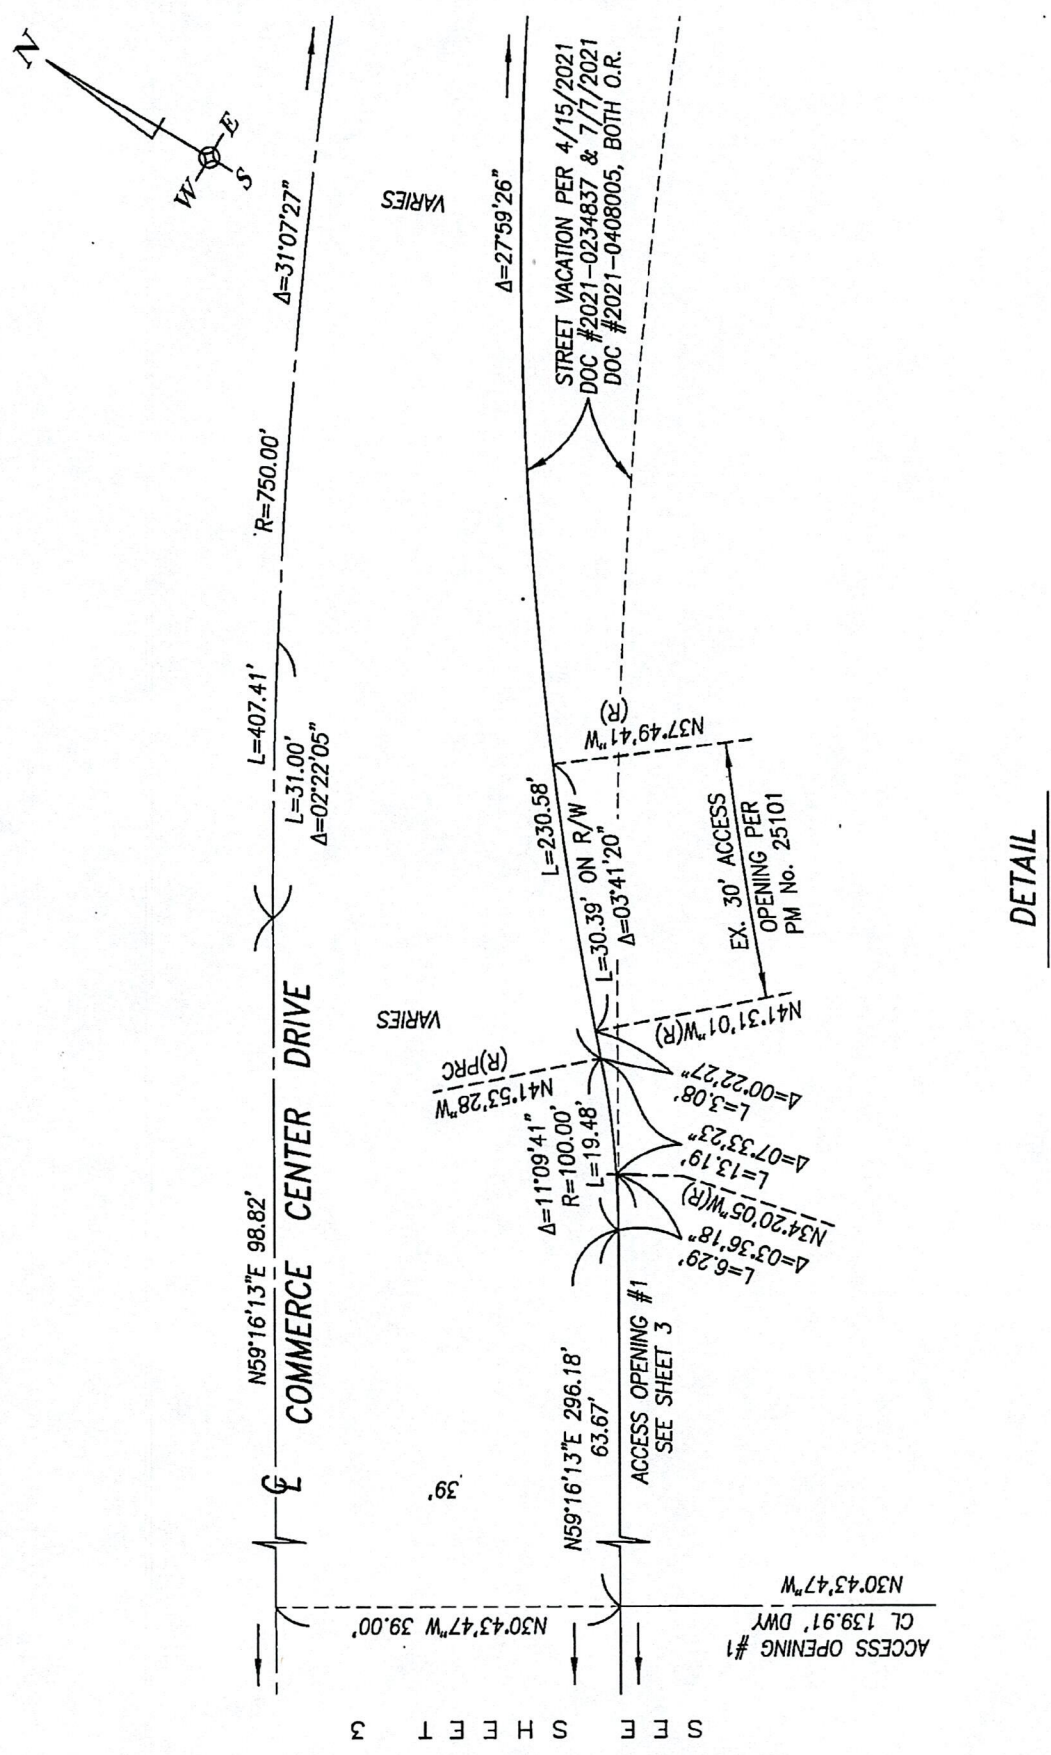 N
W
E
S
Δ=31°07'27"
R=750.00'
L=407.41'
L=31.00'
Δ=02°22'05"
N59°16'13"E 98.82'
COMMERCE CENTER DRIVE
℄
VARIES
VARIES
39'
Δ=27°59'26"
STREET VACATION PER 4/15/2021
DOC #2021-0234837 & 7/7/2021
DOC #2021-0408005, BOTH O.R.
L=230.58'
L=30.39' ON R/W
Δ=03°41'20"
N37°49'41"W
(R)
EX. 30' ACCESS
OPENING PER
PM No. 25101
N41°31'01"W(R)
N41°53'28"W
(R)PRC
Δ=11°09'41"
R=100.00'
L=19.48'
Δ=00°22'27"
L=3.08'
Δ=07°33'23"
L=13.19'
N34°20'05"W(R)
Δ=03°36'18"
L=6.29'
N59°16'13"E 296.18'
63.67'
ACCESS OPENING #1
SEE SHEET 3
N30°43'47"W 39.00'
N30°43'47"W
CL 139.91' DWY
ACCESS OPENING #1
SEE SHEET 3
DETAIL